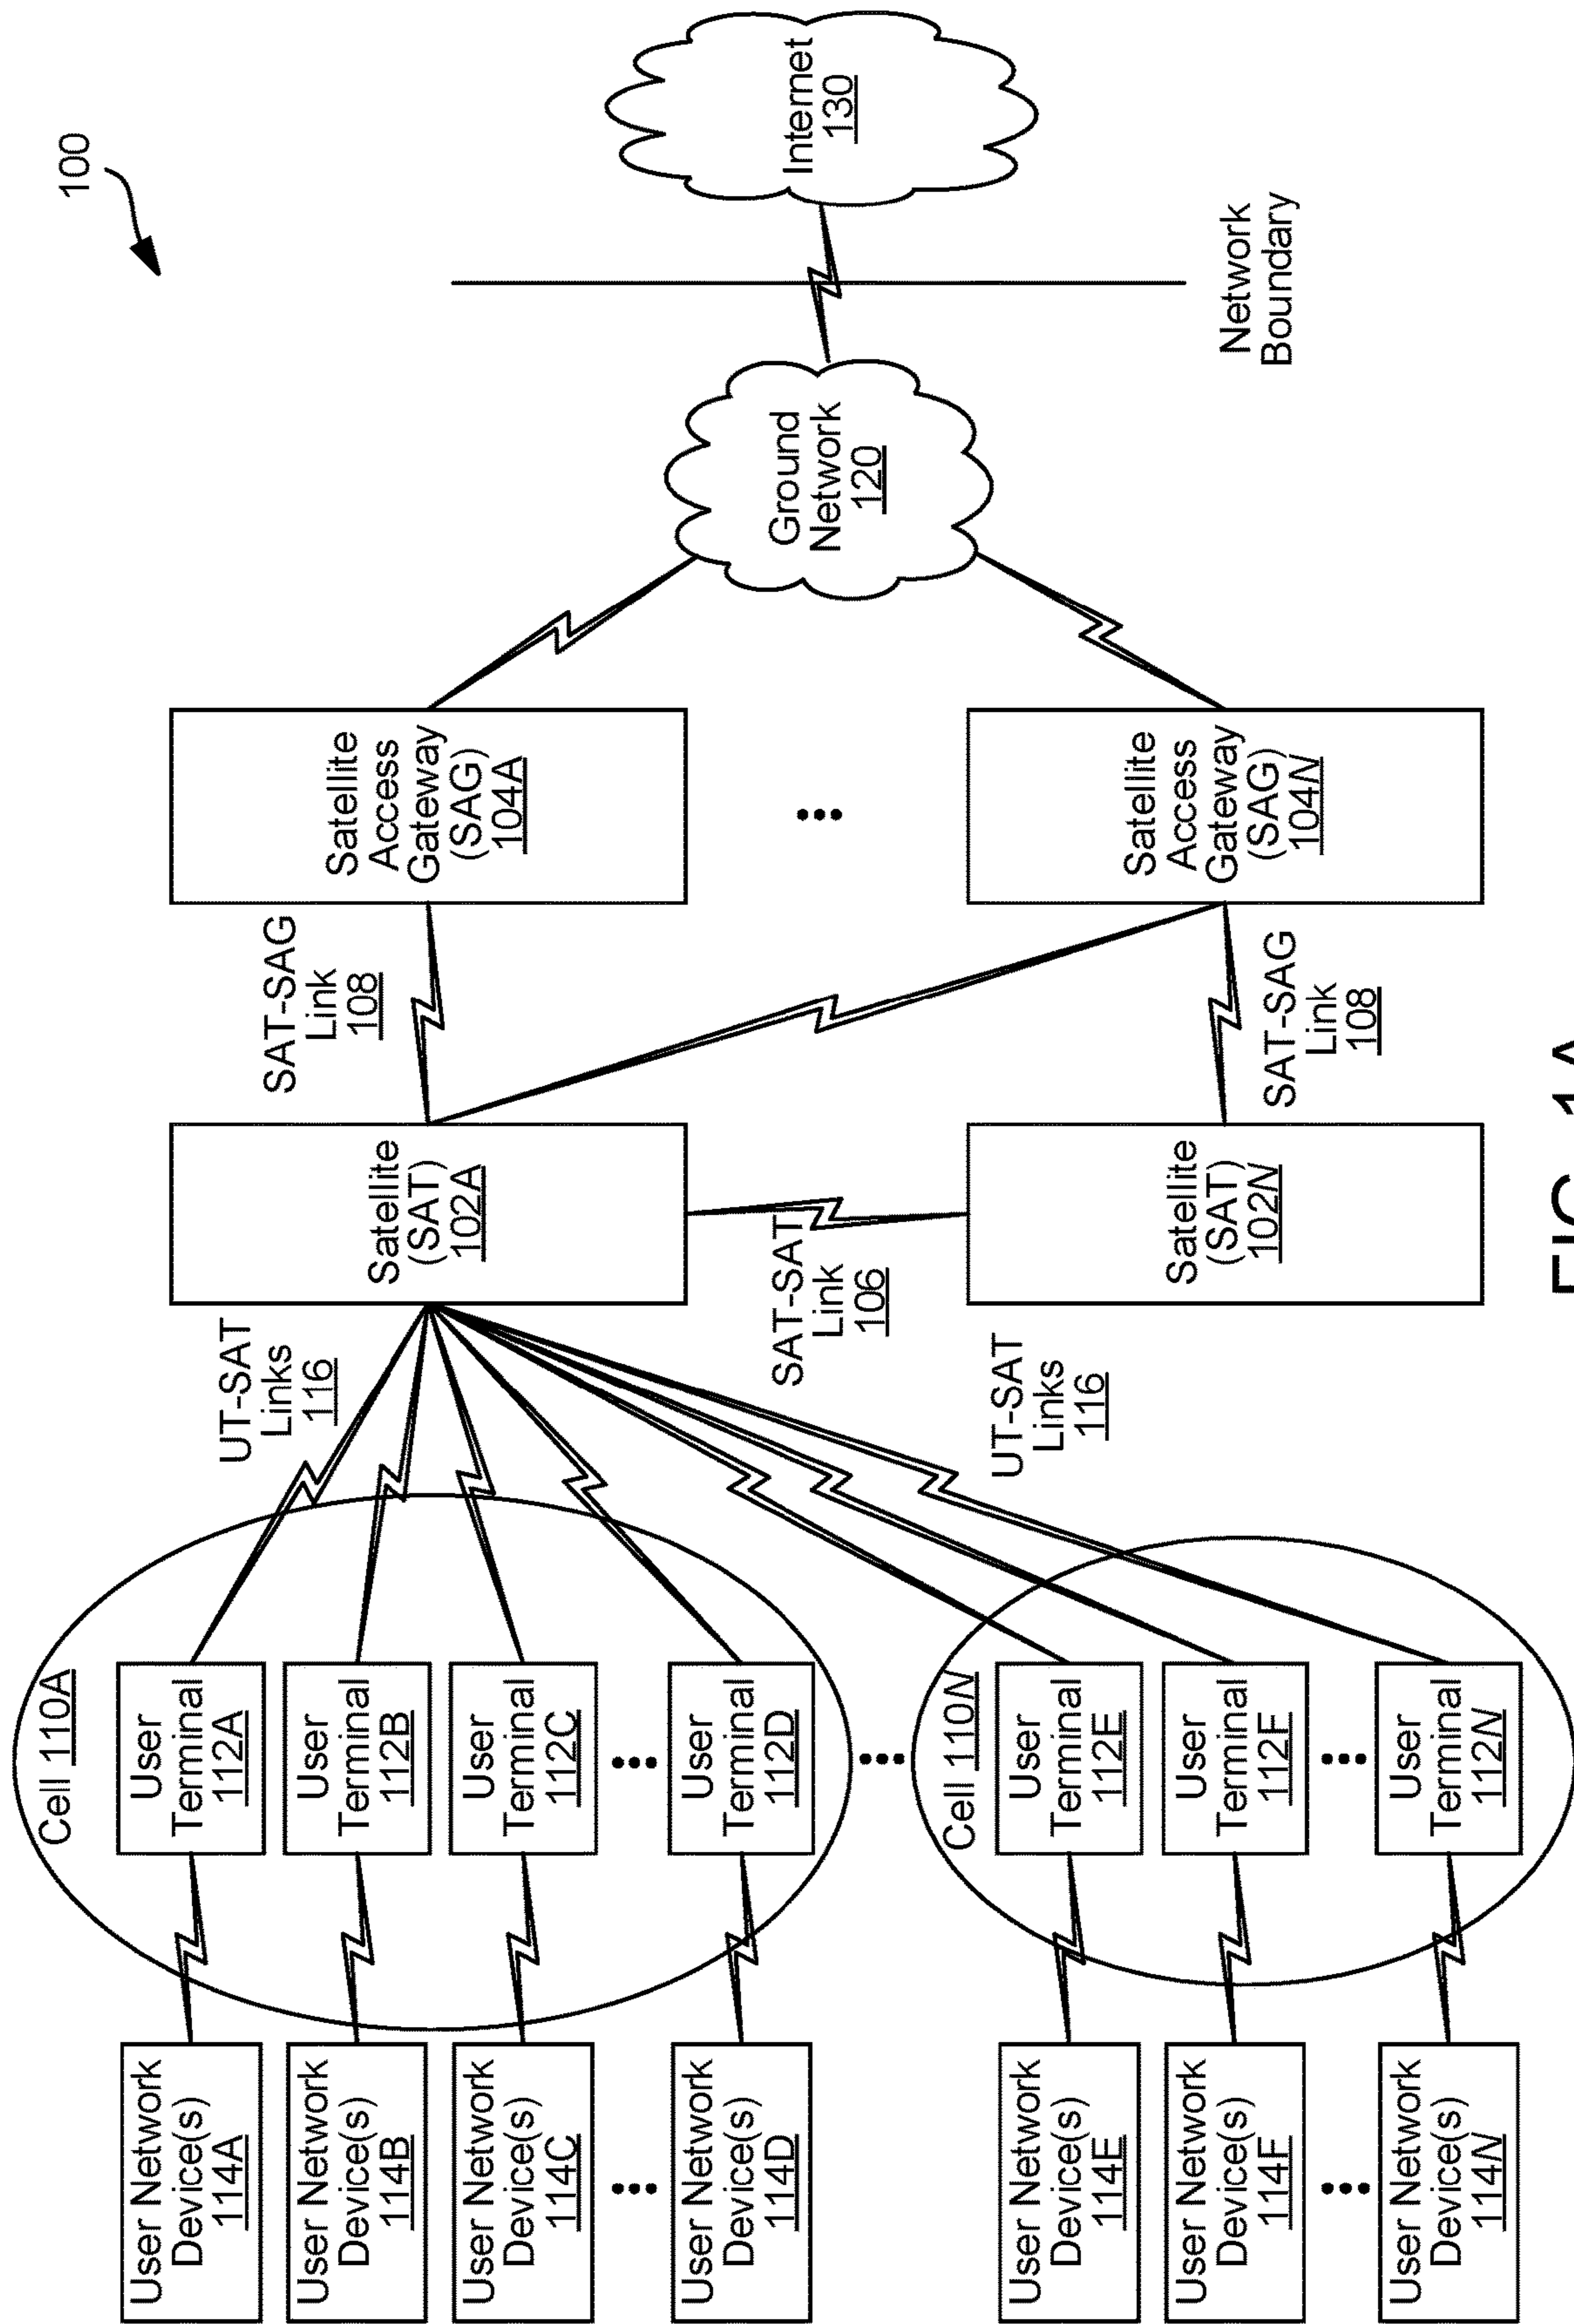 100
User Network
Device(s)
114A
User Network
Device(s)
114B
User Network
Device(s)
114C
User Network
Device(s)
114D
User Network
Device(s)
114E
User Network
Device(s)
114F
User Network
Device(s)
114N
Cell 110A
User
Terminal
112A
User
Terminal
112B
User
Terminal
112C
User
Terminal
112D
Cell 110N
User
Terminal
112E
User
Terminal
112F
User
Terminal
112N
UT-SAT
Links
116
UT-SAT
Links
116
Satellite
(SAT)
102A
SAT-SAT
Link
106
Satellite
(SAT)
102N
SAT-SAG
Link
108
SAT-SAG
Link
108
Satellite
Access
Gateway
(SAG)
104A
Satellite
Access
Gateway
(SAG)
104N
Ground
Network
120
Network
Boundary
Internet
130
FIG. 1A